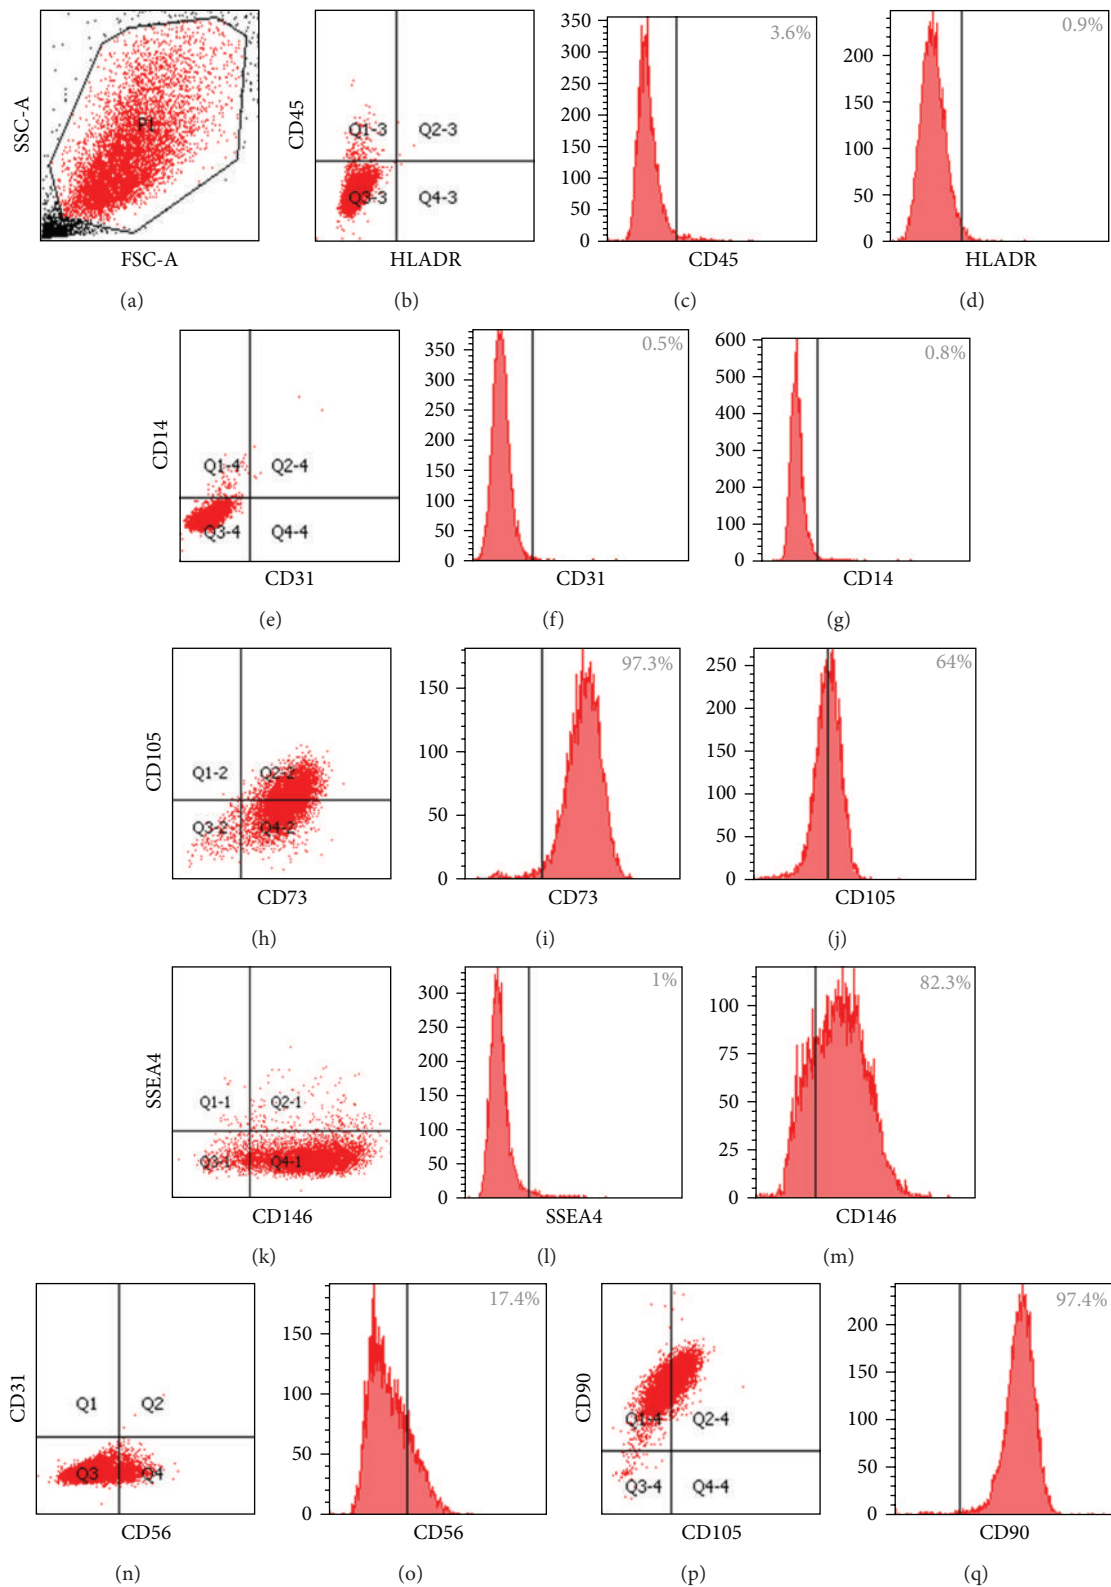 SSC-A
P1
FSC-A
(a)
CD45
Q1-3 Q2-3
Q3-3 Q4-3
HLADR
(b)
350
300
250
200
150
100
50
0
3.6%
CD45
(c)
200
150
100
50
0
0.9%
HLADR
(d)
CD14
Q1-4 Q2-4
Q3-4 Q4-4
CD31
(e)
350
300
250
200
150
100
50
0
0.5%
CD31
(f)
600
500
400
300
200
100
0
0.8%
CD14
(g)
CD105
Q1-2 Q2-2
Q3-2 Q4-2
CD73
(h)
150
100
50
0
97.3%
CD73
(i)
250
200
150
100
50
0
64%
CD105
(j)
SSEA4
Q1-1 Q2-1
Q3-1 Q4-1
CD146
(k)
300
250
200
150
100
50
0
1%
SSEA4
(l)
100
75
50
25
0
82.3%
CD146
(m)
CD31
Q1 Q2
Q3 Q4
CD56
(n)
150
100
50
0
17.4%
CD56
(o)
CD90
Q1-4 Q2-4
Q3-4 Q4-4
CD105
(p)
200
150
100
50
0
97.4%
CD90
(q)